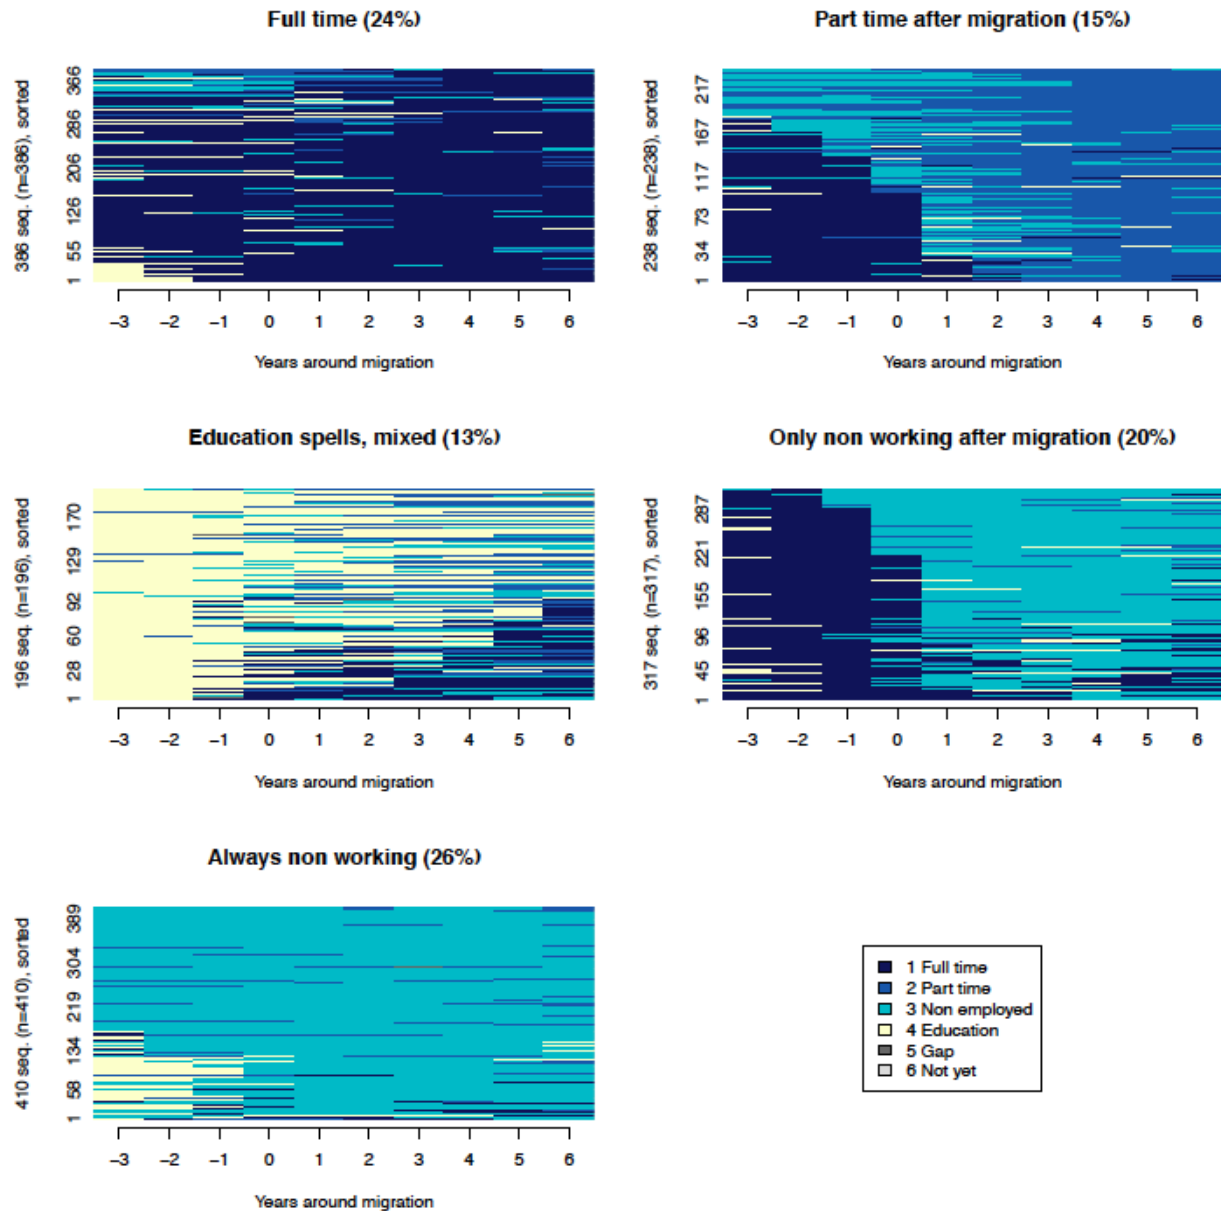 Full time (24%)
386 seq. (n=386), sorted
1 55 126 206 286 366
−3 −2 −1 0 1 2 3 4 5 6
Years around migration
Part time after migration (15%)
238 seq. (n=238), sorted
1 34 73 117 167 217
−3 −2 −1 0 1 2 3 4 5 6
Years around migration
Education spells, mixed (13%)
196 seq. (n=196), sorted
1 28 60 92 129 170
−3 −2 −1 0 1 2 3 4 5 6
Years around migration
Only non working after migration (20%)
317 seq. (n=317), sorted
1 45 96 155 221 287
−3 −2 −1 0 1 2 3 4 5 6
Years around migration
Always non working (26%)
410 seq. (n=410), sorted
1 58 134 219 304 389
−3 −2 −1 0 1 2 3 4 5 6
Years around migration
1 Full time
2 Part time
3 Non employed
4 Education
5 Gap
6 Not yet